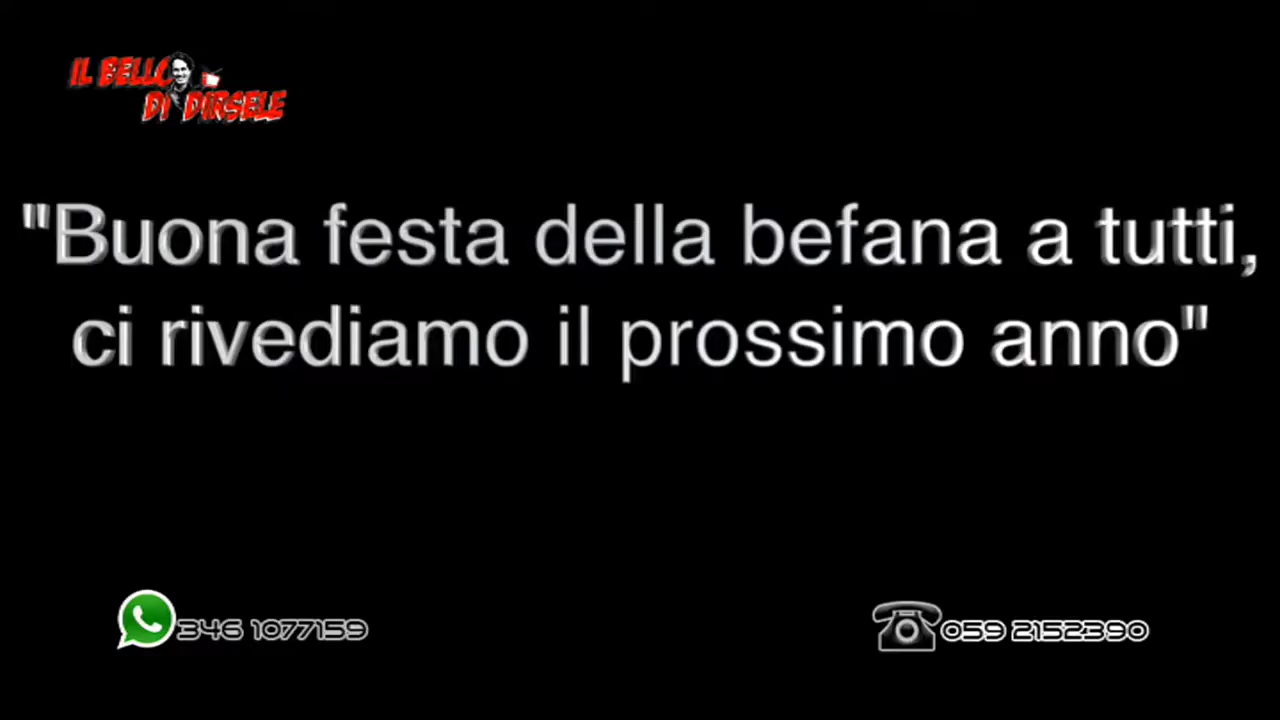 IL BELLO
DI DIRSELE
"Buona festa della befana a tutti,
ci rivediamo il prossimo anno"
346 1077159
059 2152390